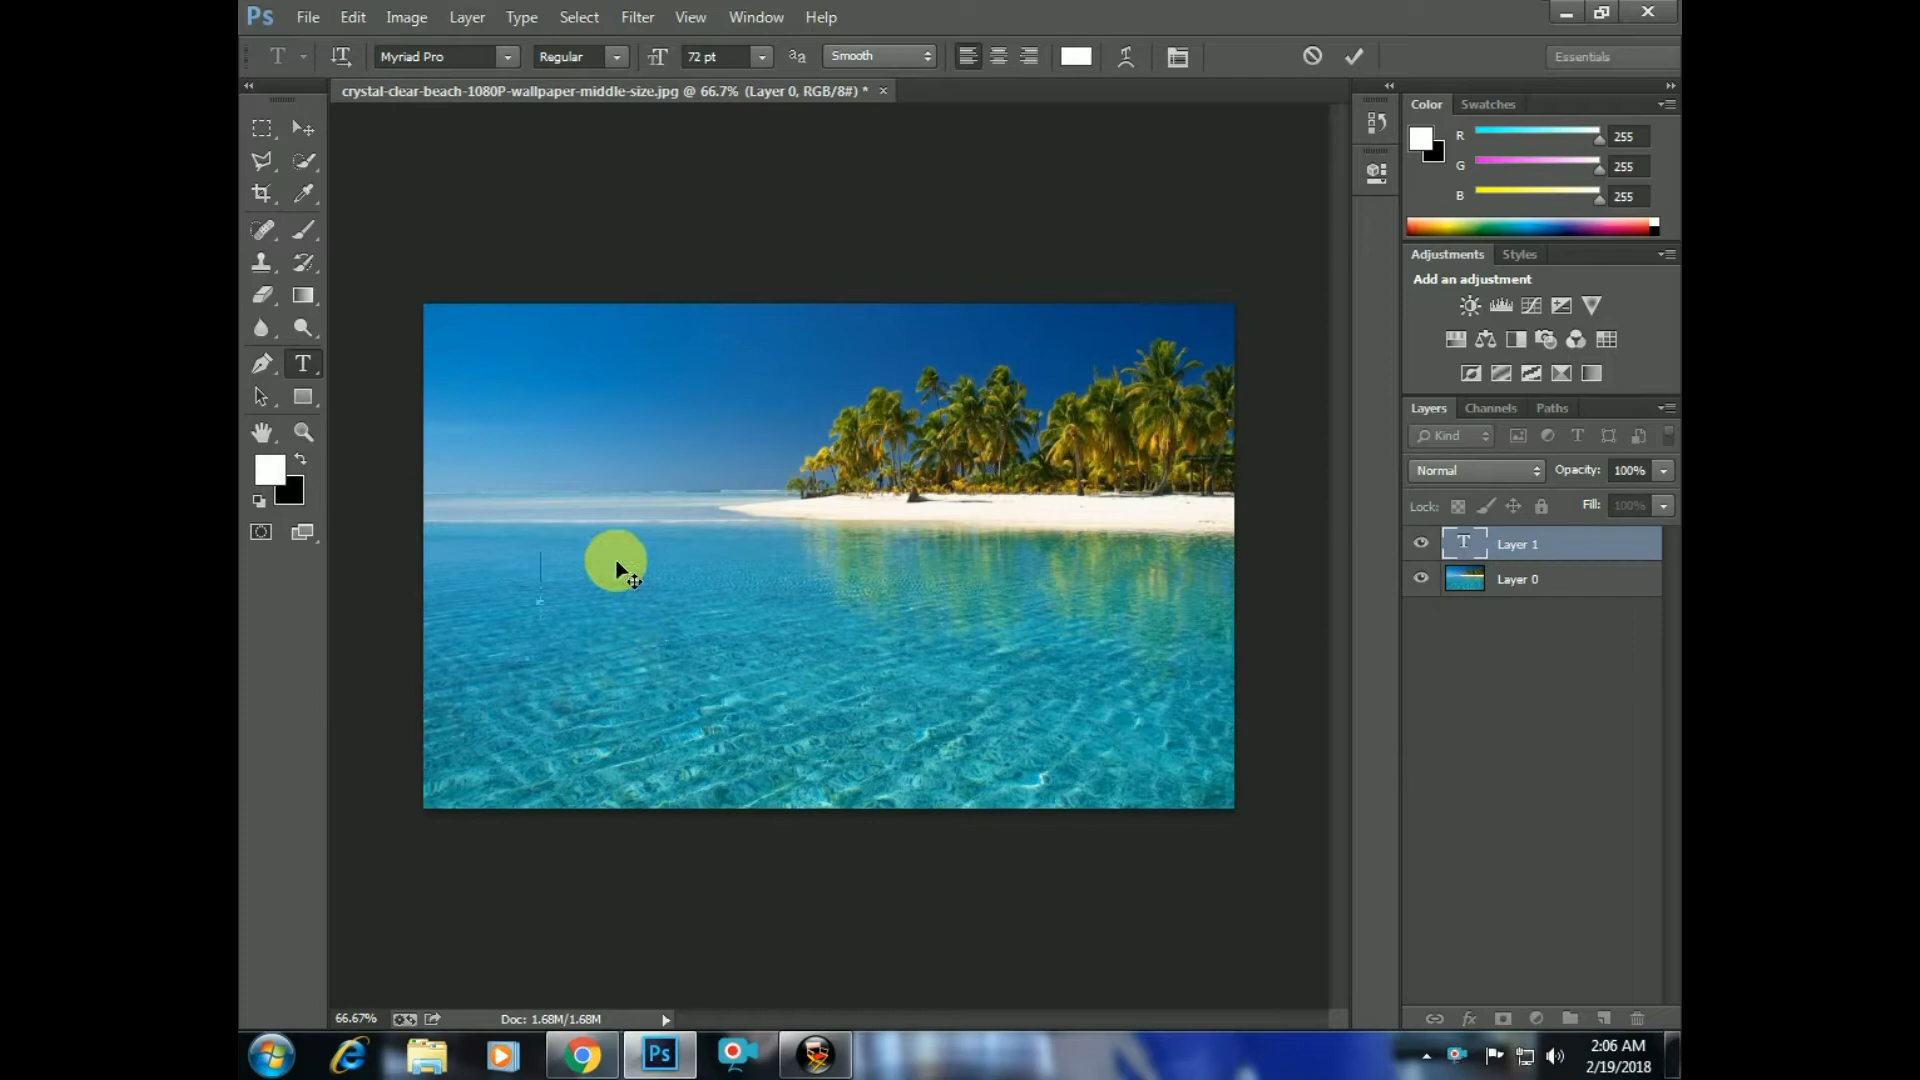 Ps File Edit Image Layer Type Select Filter View Window Help
T Myriad Pro Regular 72 pt Smooth Essentials
crystal-clear-beach-1080P-wallpaper-middle-size.jpg @ 66.7% (Layer 0, RGB/8#) * ×
Color Swatches
R 255
G 255
B 255
Adjustments Styles
Add an adjustment
Layers Channels Paths
Kind
Normal Opacity: 100%
Lock: Fill: 100%
T Layer 1
Layer 0
66.67% Doc: 1.68M/1.68M
fx
Ps
2:06 AM
2/19/2018